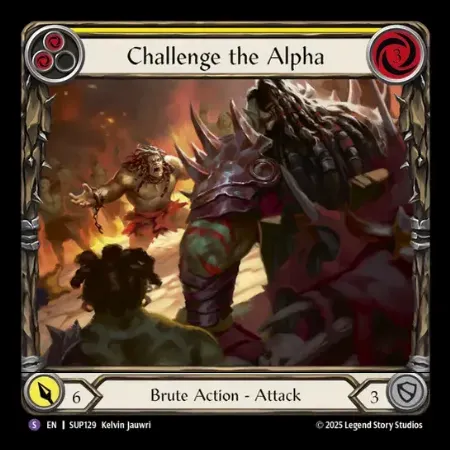 Challenge the Alpha
3
6
Brute Action - Attack
3
S EN | SUP129 Kelvin Jauwri
© 2025 Legend Story Studios